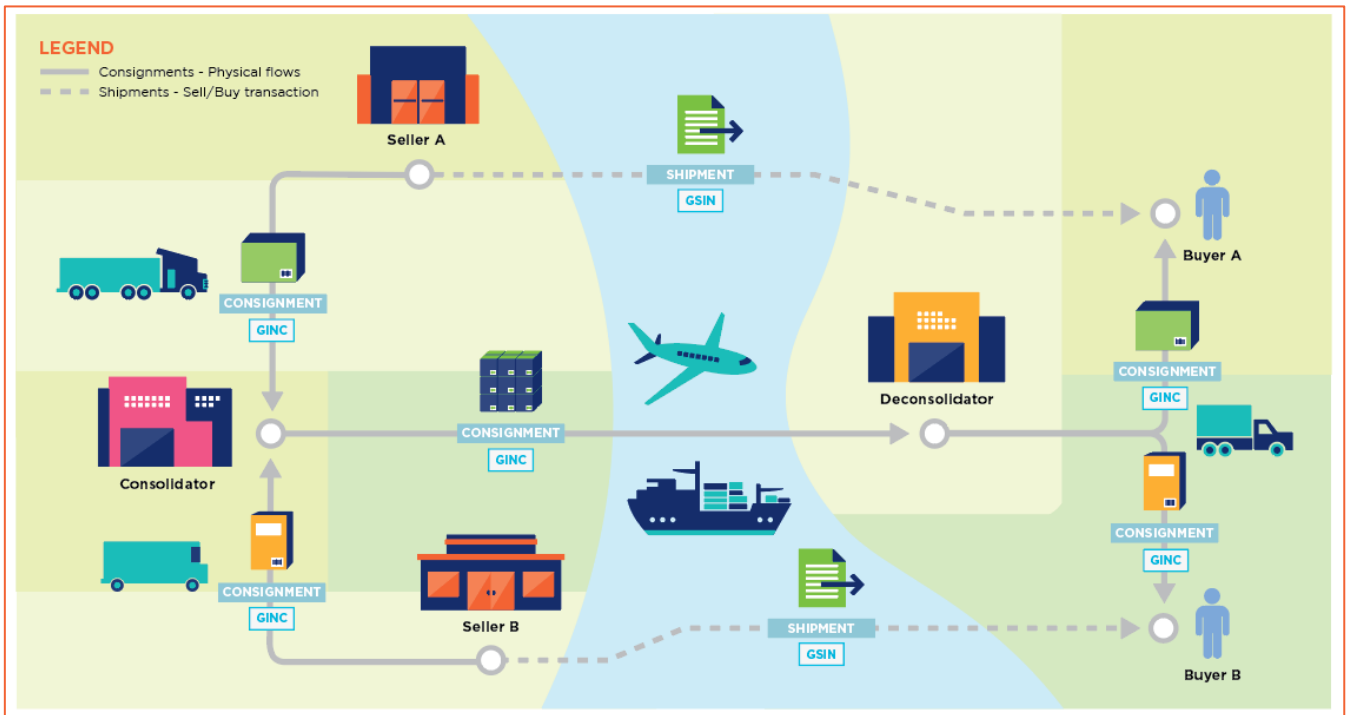 LEGEND
Consignments - Physical flows
Shipments - Sell/Buy transaction
Seller A
SHIPMENT
GSIN
Buyer A
CONSIGNMENT
GINC
CONSIGNMENT
GINC
Deconsolidator
Consolidator
CONSIGNMENT
GINC
CONSIGNMENT
GINC
CONSIGNMENT
GINC
Seller B
SHIPMENT
GSIN
Buyer B